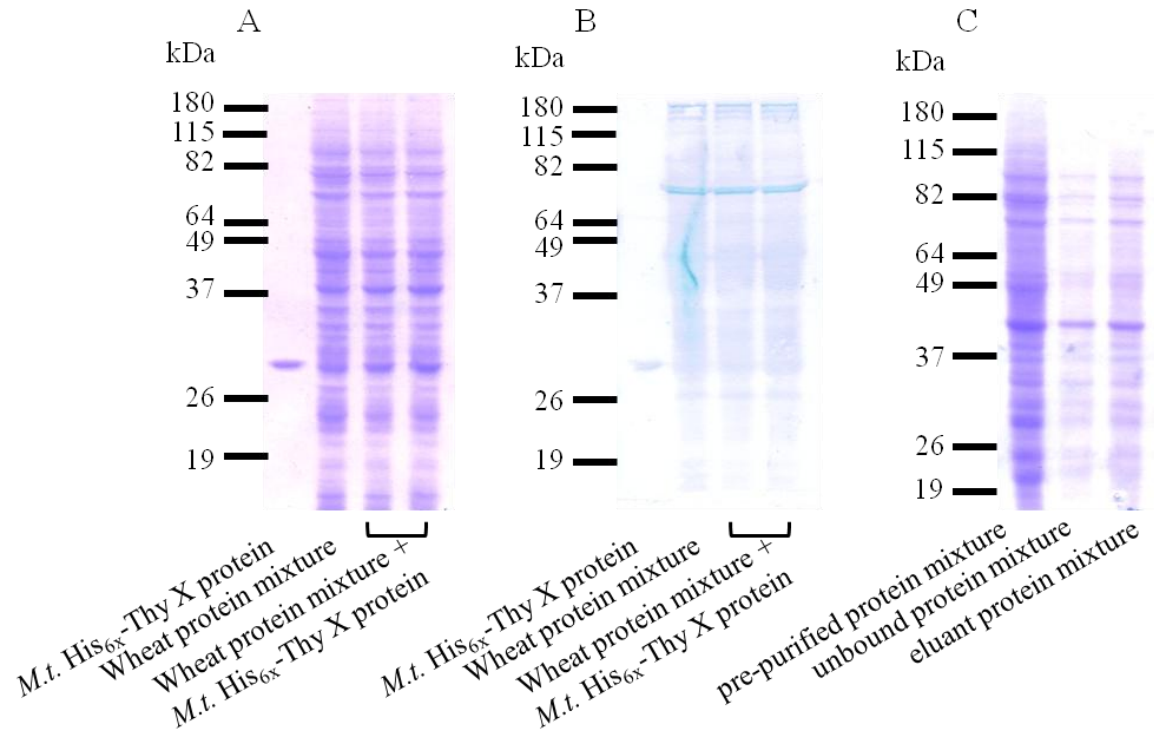 A
kDa
180
115
82
64
49
37
26
19
M.t. His6x-Thy X protein
Wheat protein mixture
Wheat protein mixture +
M.t. His6x-Thy X protein
B
kDa
180
115
82
64
49
37
26
19
M.t. His6x-Thy X protein
Wheat protein mixture
Wheat protein mixture +
M.t. His6x-Thy X protein
C
kDa
180
115
82
64
49
37
26
19
pre-purified protein mixture
unbound protein mixture
eluant protein mixture